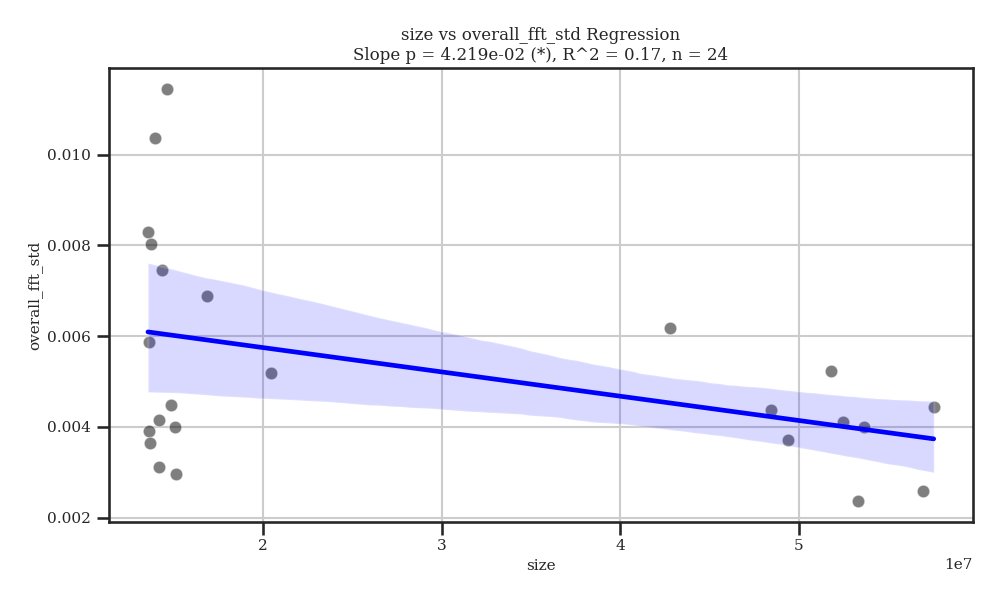 size vs overall_fft_std Regression
Slope p = 4.219e-02 (*), R^2 = 0.17, n = 24
overall_fft_std
0.010
0.008
0.006
0.004
0.002
2
3
4
5
size
1e7